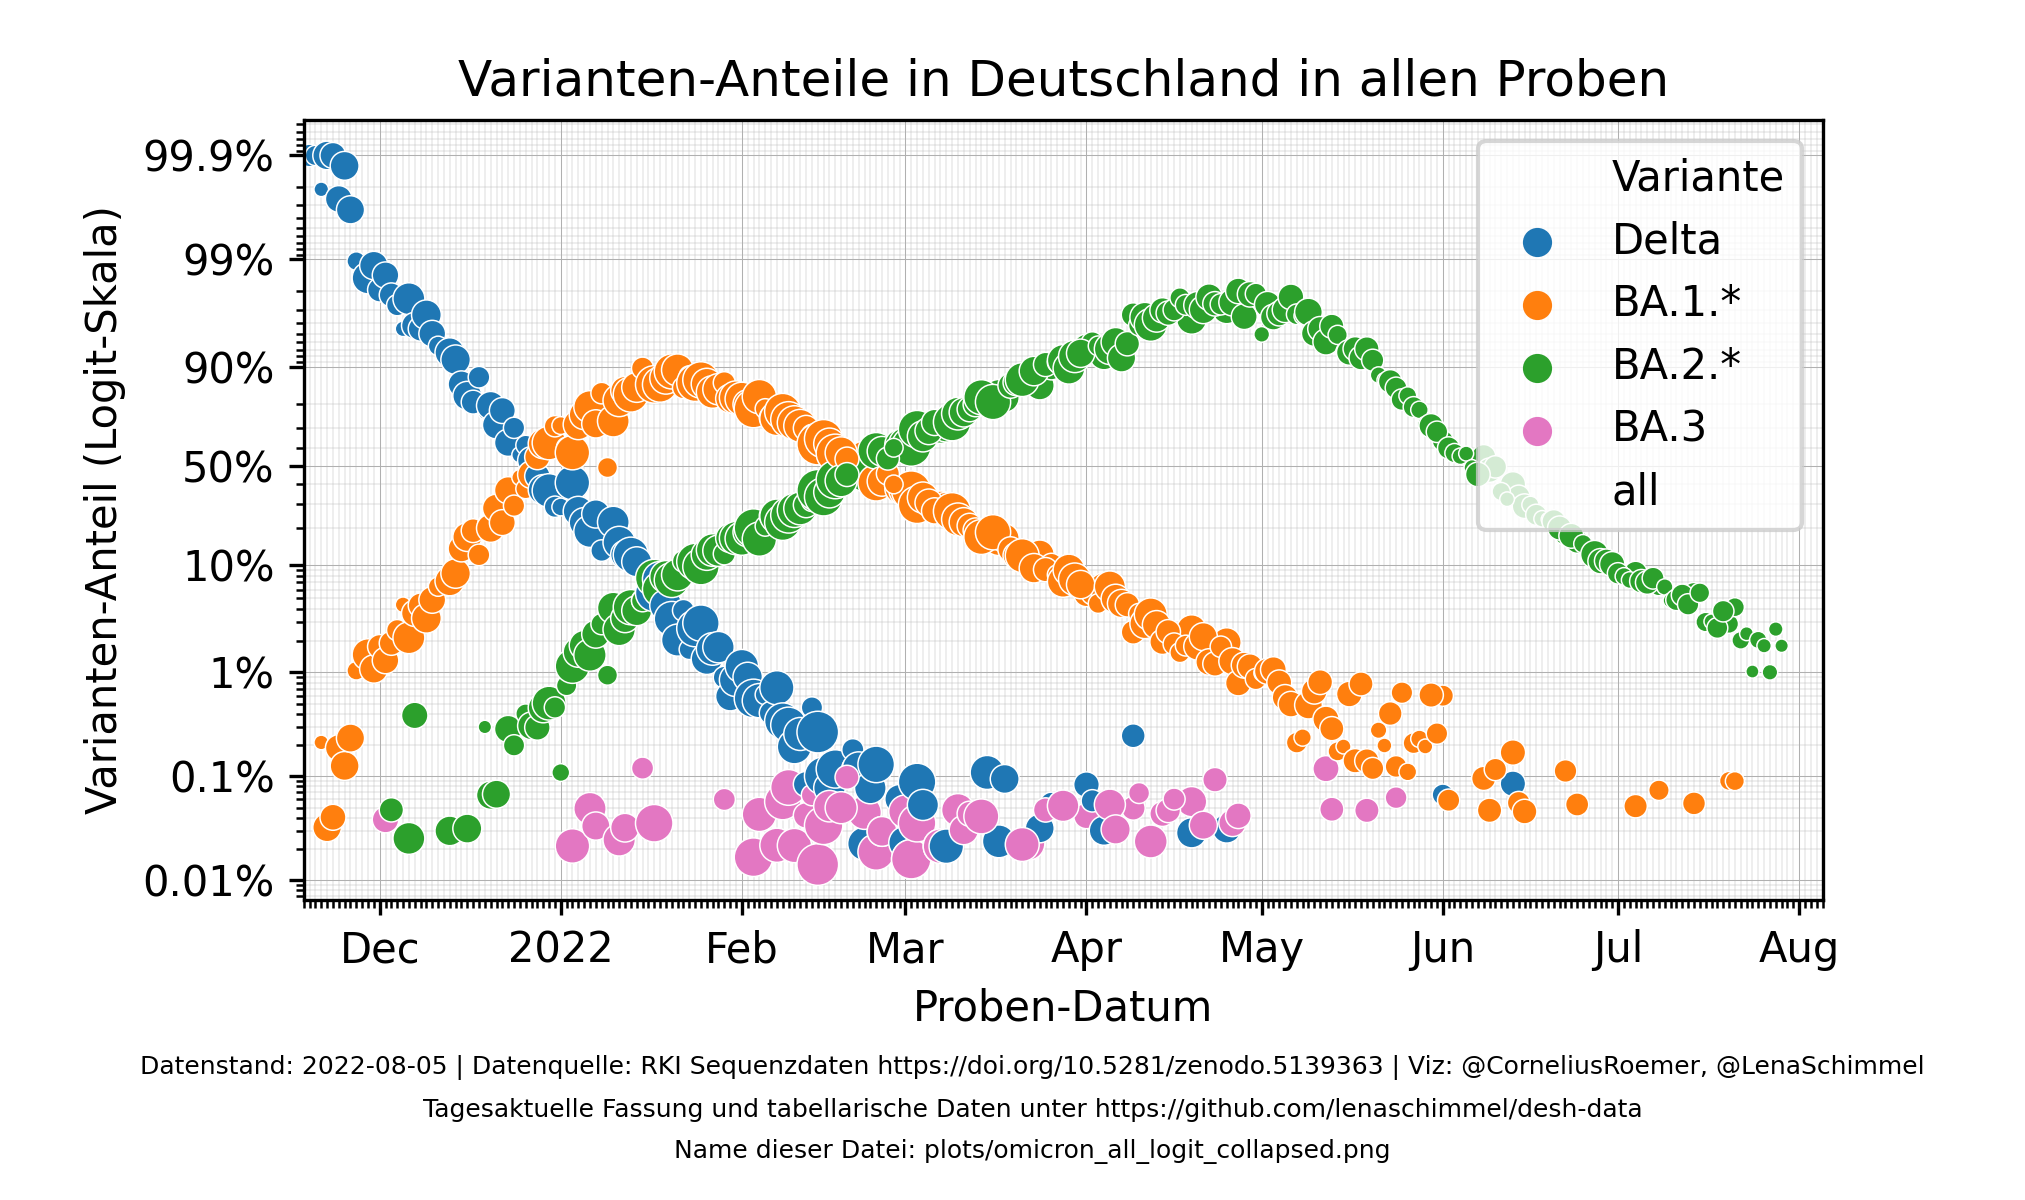 Varianten-Anteile in Deutschland in allen Proben
Varianten-Anteil (Logit-Skala)
99.9%
99%
90%
50%
10%
1%
0.1%
0.01%
Variante
Delta
BA.1.*
BA.2.*
BA.3
all
Dec 2022 Feb Mar Apr May Jun Jul Aug
Proben-Datum
Datenstand: 2022-08-05 | Datenquelle: RKI Sequenzdaten https://doi.org/10.5281/zenodo.5139363 | Viz: @CorneliusRoemer, @LenaSchimmel
Tagesaktuelle Fassung und tabellarische Daten unter https://github.com/lenaschimmel/desh-data
Name dieser Datei: plots/omicron_all_logit_collapsed.png